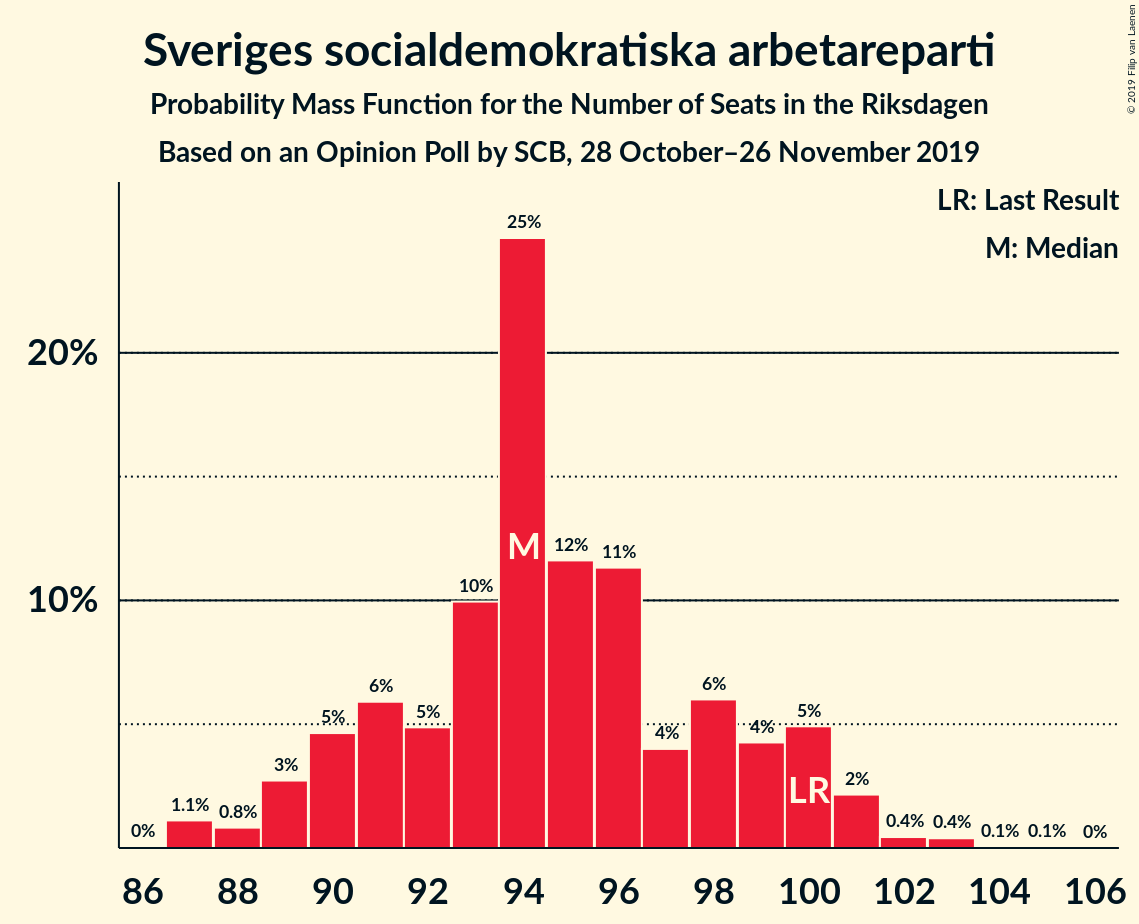 Sveriges socialdemokratiska arbetareparti
Probability Mass Function for the Number of Seats in the Riksdagen
Based on an Opinion Poll by SCB, 28 October–26 November 2019
© 2019 Filip van Laenen
LR: Last Result
M: Median
20%
10%
0%
1.1%
0.8%
3%
5%
6%
5%
10%
25%
M
12%
11%
4%
6%
4%
5%
LR
2%
0.4%
0.4%
0.1%
0.1%
0%
86 88 90 92 94 96 98 100 102 104 106